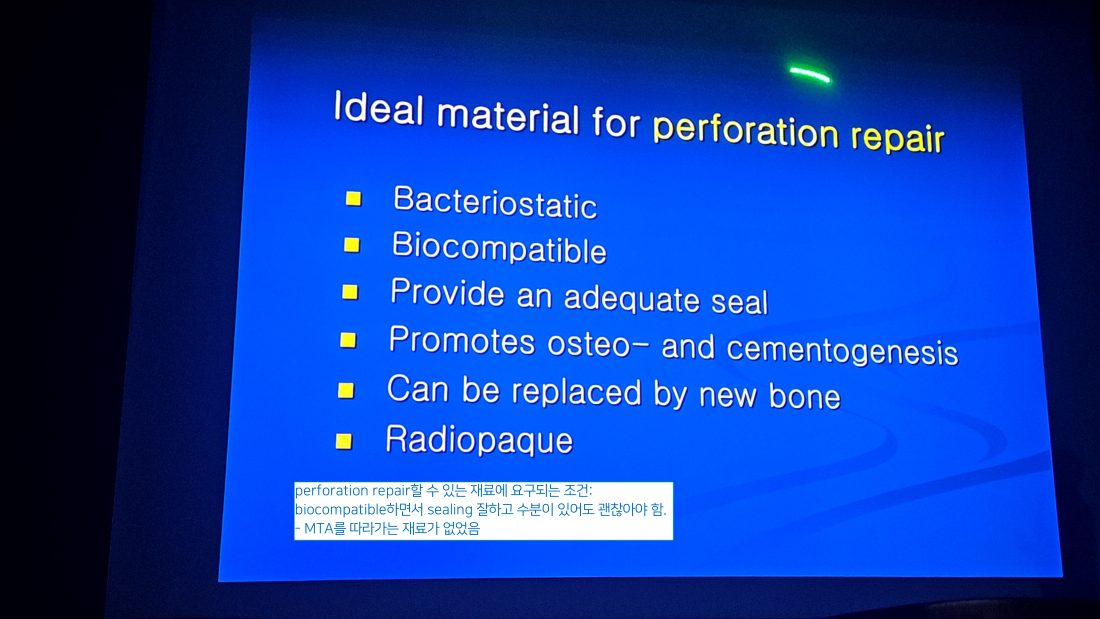 Ideal material for perforation repair
Bacteriostatic
Biocompatible
Provide an adequate seal
Promotes osteo- and cementogenesis
Can be replaced by new bone
Radiopaque
perforation repair할 수 있는 재료에 요구되는 조건:
biocompatible하면서 sealing 잘하고 수분이 있어도 괜찮아야 함.
- MTA를 따라가는 재료가 없었음